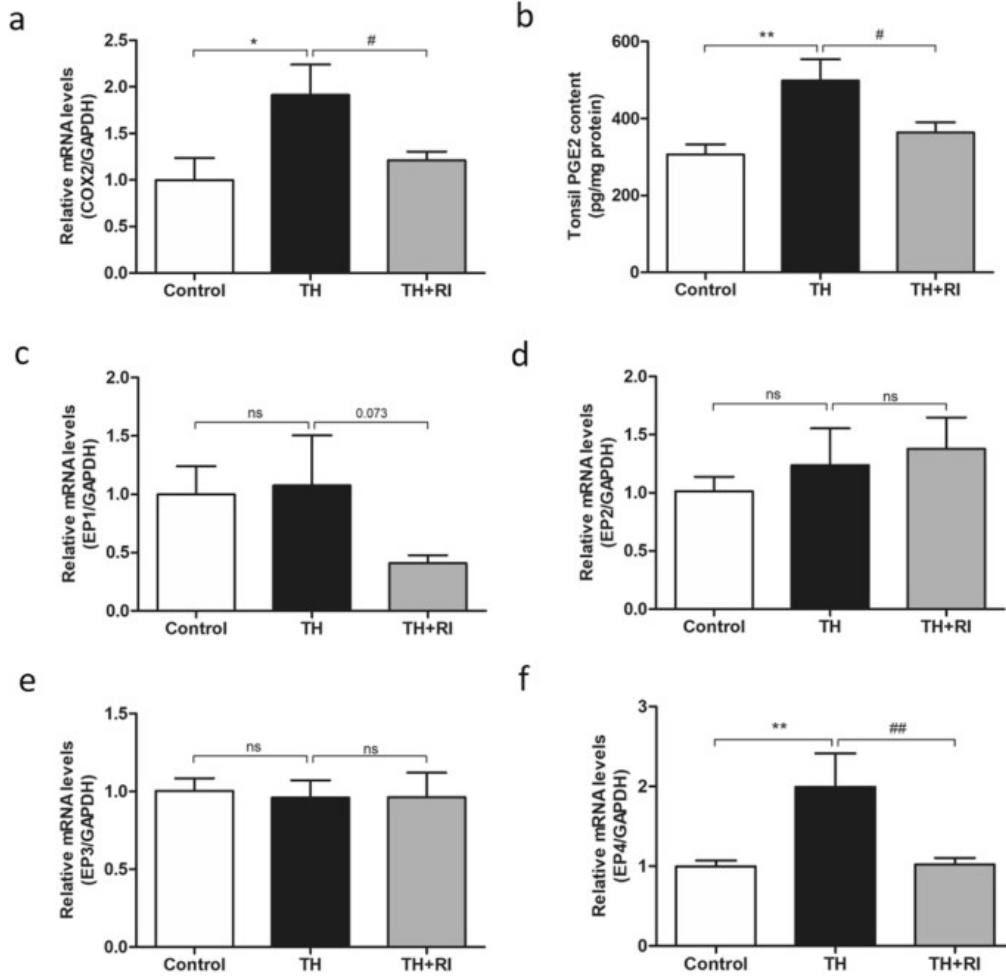 a
Relative mRNA levels
(COX2/GAPDH)
2.5
2.0
1.5
1.0
0.5
0.0
*
#
Control TH TH+RI
b
Tonsil PGE2 content
(pg/mg protein)
600
400
200
0
**
#
Control TH TH+RI
c
Relative mRNA levels
(EP1/GAPDH)
2.0
1.5
1.0
0.5
0.0
ns
0.073
Control TH TH+RI
d
Relative mRNA levels
(EP2/GAPDH)
2.0
1.5
1.0
0.5
0.0
ns
ns
Control TH TH+RI
e
Relative mRNA levels
(EP3/GAPDH)
1.5
1.0
0.5
0.0
ns
ns
Control TH TH+RI
f
Relative mRNA levels
(EP4/GAPDH)
3
2
1
0
**
##
Control TH TH+RI